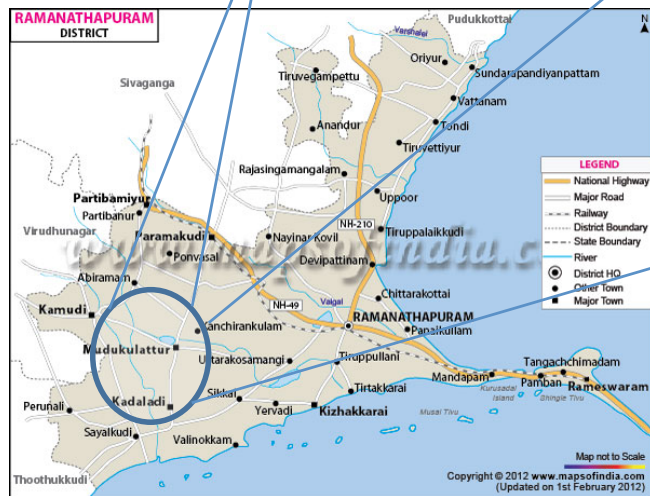 RAMANATHAPURAM
DISTRICT
Pudukkottai
N
Varshalei
Oriyur
Sundarapandiyanpattam
Tiruvegampettu
Sivaganga
Vattanam
Anandur
Tondi
Tiruvettiyur
Rajasingamangalam
LEGEND
National Highway
Major Road
Railway
District Boundary
State Boundary
River
District HQ
Other Town
Major Town
Partibamiyur
Partibanur
Uppoor
NH-210
Virudhunagar
Paramakudi
Nayinar Kovil
Tiruppalaikkudi
www.mapsofindia.c
Ponvasal
Devipattinam
Abiramam
Chittarakottai
Kamudi
NH-49
Vaigai
RAMANATHAPURAM
Kanchirankulam
Panaikullam
Mudukulattur
Uttarakosamangi
Tiruppullani
Tangachchimadam
Mandapam
Pamban
Rameswaram
Kurusadai
Island
Shingle Tivu
Tirtakkarai
Sikkal
Kadaladi
Perunali
Yervadi
Kizhakkarai
Musal Tivu
Sayalkudi
Valinokkam
Thoothukkudi
Map not to Scale
Copyright © 2012 www.mapsofindia.com
(Updated on 1st February 2012)